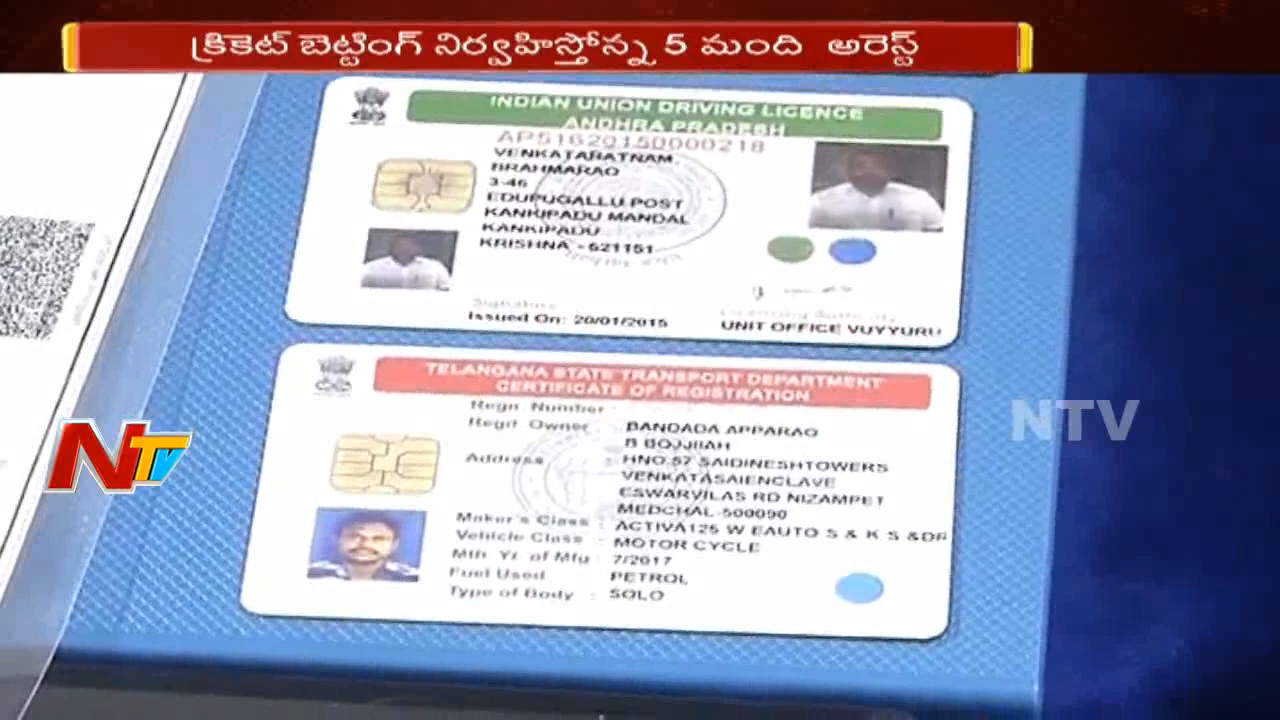 క్రికెట్ బెట్టింగ్ నిర్వహిస్తోన్న 5 మంది అరెస్ట్
INDIAN UNION DRIVING LICENCE
ANDHRA PRADESH
AP51620150000218
VENKATARATNAM
BRAHMARAO
3-46
EDUPUGALLU POST
KANKIPADU MANDAL
KANKIPADU
KRISHNA - 521151
Signature
Issued On: 20/01/2015
Licensing Authority
UNIT OFFICE VUYYURU
TELANGANA STATE TRANSPORT DEPARTMENT
CERTIFICATE OF REGISTRATION
Regn. Number :
Regd. Owner : BANDADA APPARAO
B BOJJIIAH
Address : HNO.57 SAIDINESHTOWERS
VENKATASAIENCLAVE
ESWARVILAS RD NIZAMPET
MEDCHAL-500090
Maker's Class : ACTIVA125 W EAUTO S & K S &DR
Vehicle Class : MOTOR CYCLE
Mth. Yr. of Mfg : 7/2017
Fuel Used : PETROL
Type of Body : SOLO
NTV
NTV